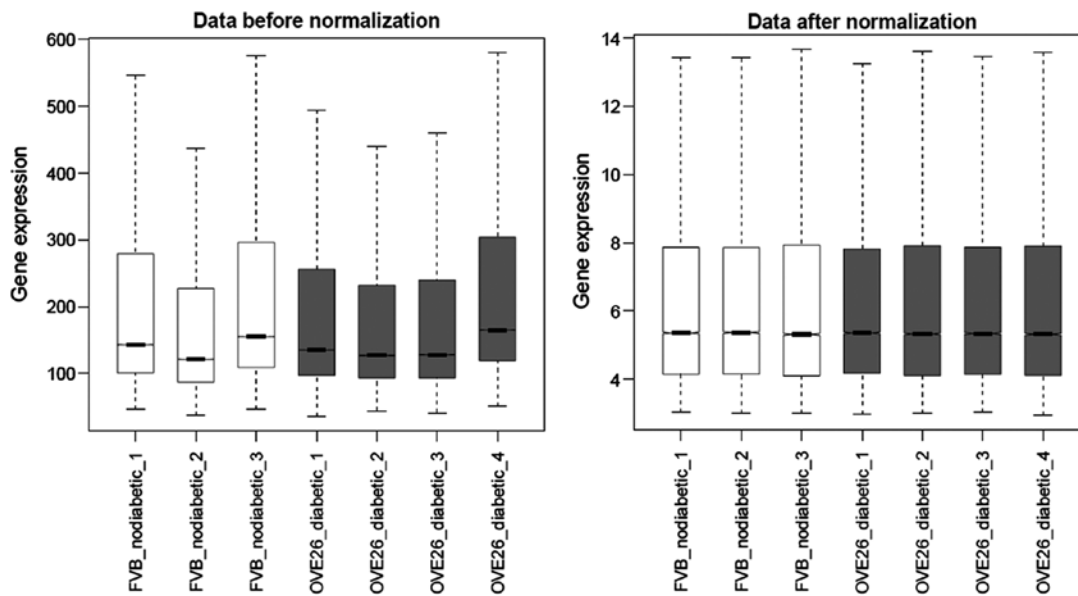 Data before normalization
Gene expression
600
500
400
300
200
100
FVB_nodiabetic_1
FVB_nodiabetic_2
FVB_nodiabetic_3
OVE26_diabetic_1
OVE26_diabetic_2
OVE26_diabetic_3
OVE26_diabetic_4
Data after normalization
Gene expression
14
12
10
8
6
4
FVB_nodiabetic_1
FVB_nodiabetic_2
FVB_nodiabetic_3
OVE26_diabetic_1
OVE26_diabetic_2
OVE26_diabetic_3
OVE26_diabetic_4